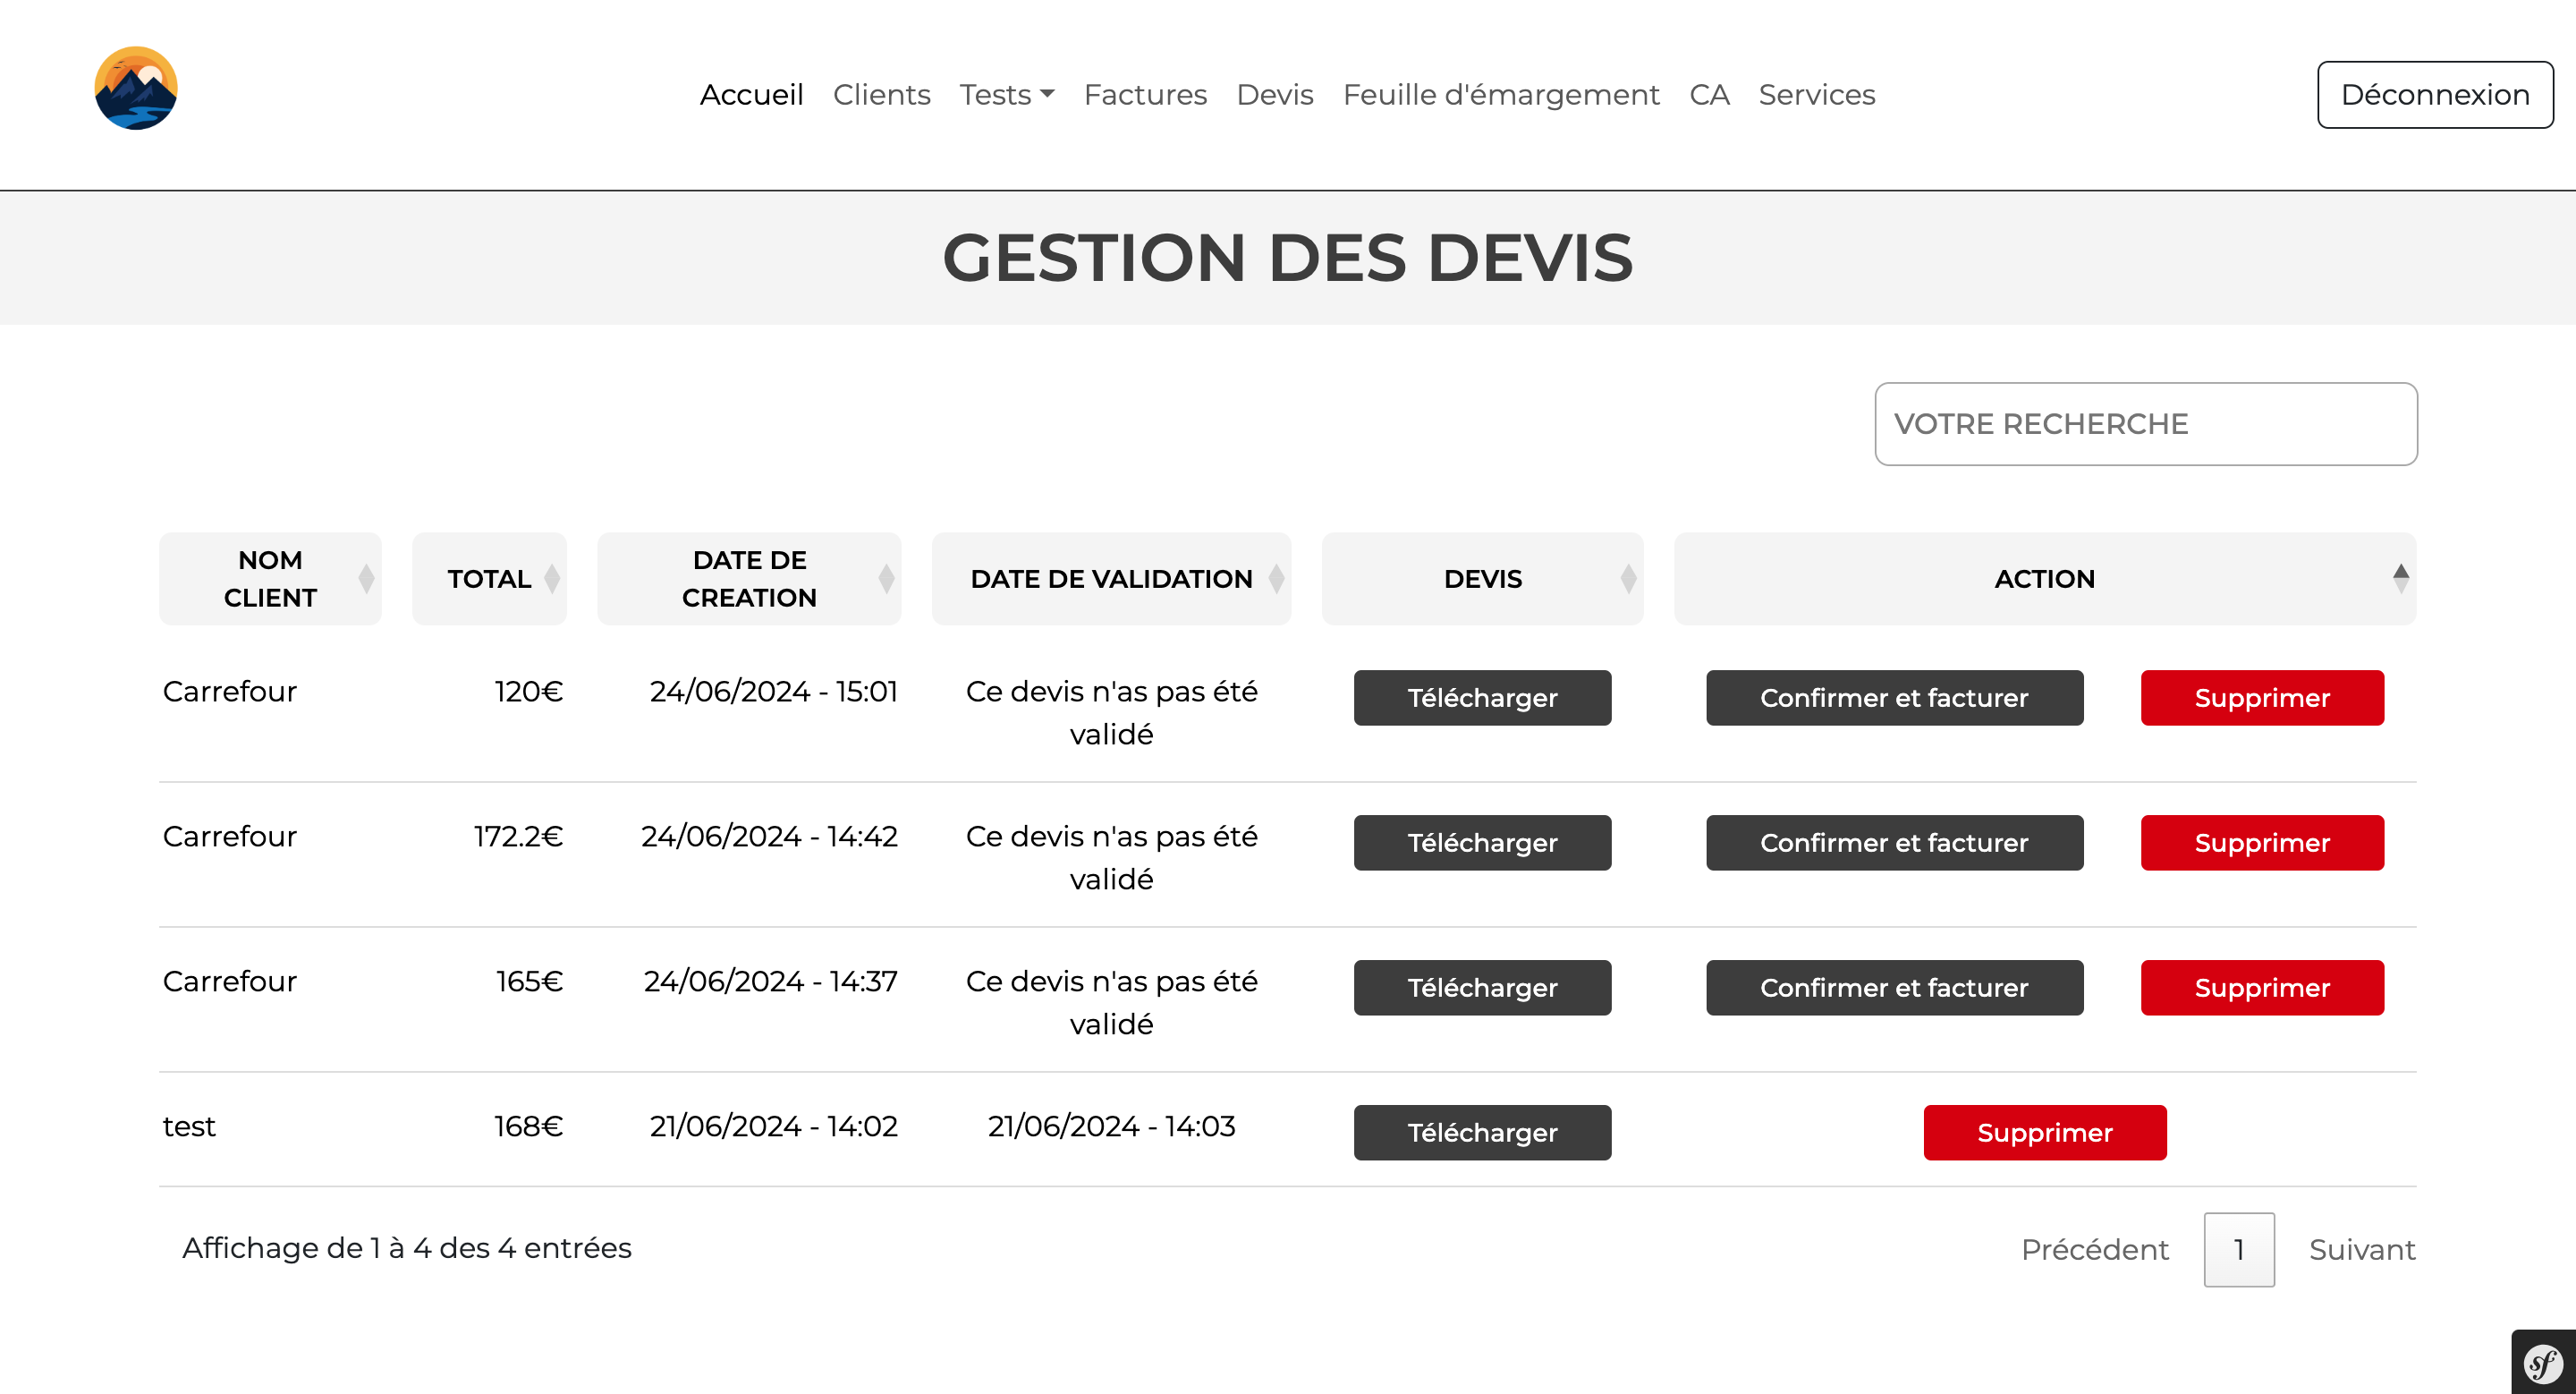 Accueil Clients Tests Factures Devis Feuille d'émargement CA Services Déconnexion
GESTION DES DEVIS
VOTRE RECHERCHE
NOM CLIENT TOTAL DATE DE CREATION DATE DE VALIDATION DEVIS ACTION
Carrefour 120€ 24/06/2024 - 15:01 Ce devis n'as pas été validé Télécharger Confirmer et facturer Supprimer
Carrefour 172.2€ 24/06/2024 - 14:42 Ce devis n'as pas été validé Télécharger Confirmer et facturer Supprimer
Carrefour 165€ 24/06/2024 - 14:37 Ce devis n'as pas été validé Télécharger Confirmer et facturer Supprimer
test 168€ 21/06/2024 - 14:02 21/06/2024 - 14:03 Télécharger Supprimer
Affichage de 1 à 4 des 4 entrées Précédent 1 Suivant
sf